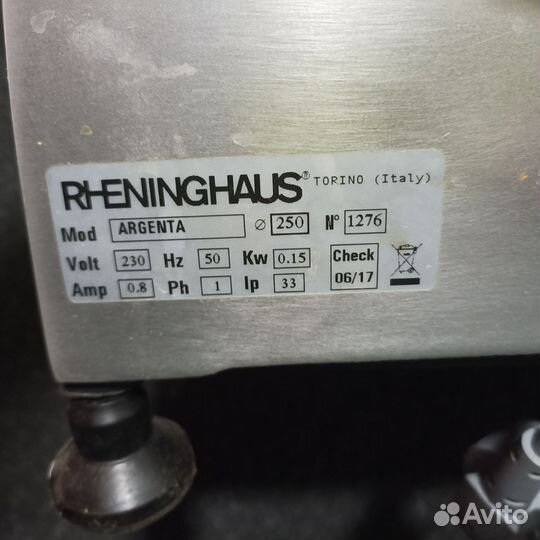 RHENINGHAUS® TORINO (Italy)
Mod ARGENTA ⌀ 250 N° 1276
Volt 230 Hz 50 Kw 0.15 Check
Amp 0.8 Ph 1 Ip 33 06/17
Avito